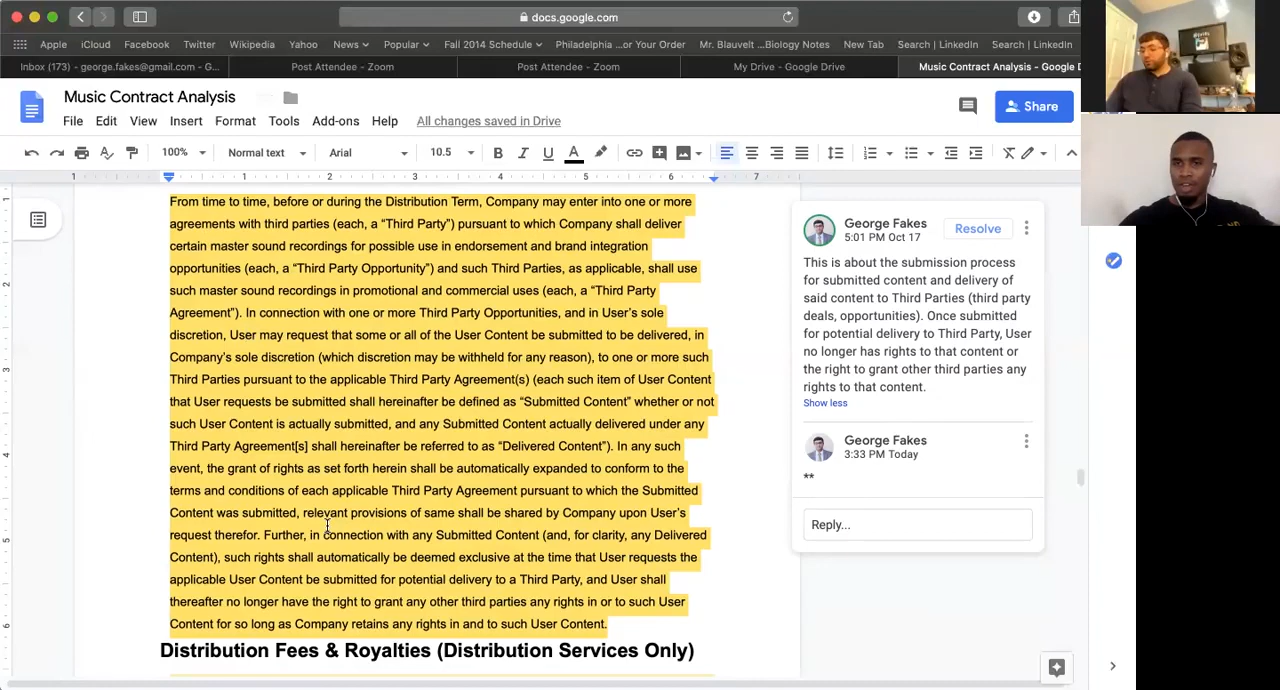 docs.google.com
Apple iCloud Facebook Twitter Wikipedia Yahoo News Popular Fall 2014 Schedule Philadelphia ...or Your Order Mr. Blauvelt ...Biology Notes New Tab Search | LinkedIn Search | LinkedIn
Inbox (173) - george.fakes@gmail.com - G... Post Attendee - Zoom Post Attendee - Zoom My Drive - Google Drive Music Contract Analysis - Google D
Music Contract Analysis
Share
File Edit View Insert Format Tools Add-ons Help All changes saved in Drive
100% Normal text Arial 10.5 B I U A
1 1 2 3 4 5 6 7
From time to time, before or during the Distribution Term, Company may enter into one or more
agreements with third parties (each, a “Third Party”) pursuant to which Company shall deliver
certain master sound recordings for possible use in endorsement and brand integration
opportunities (each, a “Third Party Opportunity”) and such Third Parties, as applicable, shall use
such master sound recordings in promotional and commercial uses (each, a “Third Party
Agreement”). In connection with one or more Third Party Opportunities, and in User’s sole
discretion, User may request that some or all of the User Content be submitted to be delivered, in
Company’s sole discretion (which discretion may be withheld for any reason), to one or more such
Third Parties pursuant to the applicable Third Party Agreement(s) (each such item of User Content
that User requests be submitted shall hereinafter be defined as “Submitted Content” whether or not
such User Content is actually submitted, and any Submitted Content actually delivered under any
Third Party Agreement[s] shall hereinafter be referred to as “Delivered Content”). In any such
event, the grant of rights as set forth herein shall be automatically expanded to conform to the
terms and conditions of each applicable Third Party Agreement pursuant to which the Submitted
Content was submitted, relevant provisions of same shall be shared by Company upon User’s
request therefor. Further, in connection with any Submitted Content (and, for clarity, any Delivered
Content), such rights shall automatically be deemed exclusive at the time that User requests the
applicable User Content be submitted for potential delivery to a Third Party, and User shall
thereafter no longer have the right to grant any other third parties any rights in or to such User
Content for so long as Company retains any rights in and to such User Content.
Distribution Fees & Royalties (Distribution Services Only)
1
2
3
4
5
6
George Fakes
5:01 PM Oct 17
Resolve
This is about the submission process
for submitted content and delivery of
said content to Third Parties (third party
deals, opportunities). Once submitted
for potential delivery to Third Party, User
no longer has rights to that content or
the right to grant other third parties any
rights to that content.
Show less
George Fakes
3:33 PM Today
**
Reply...